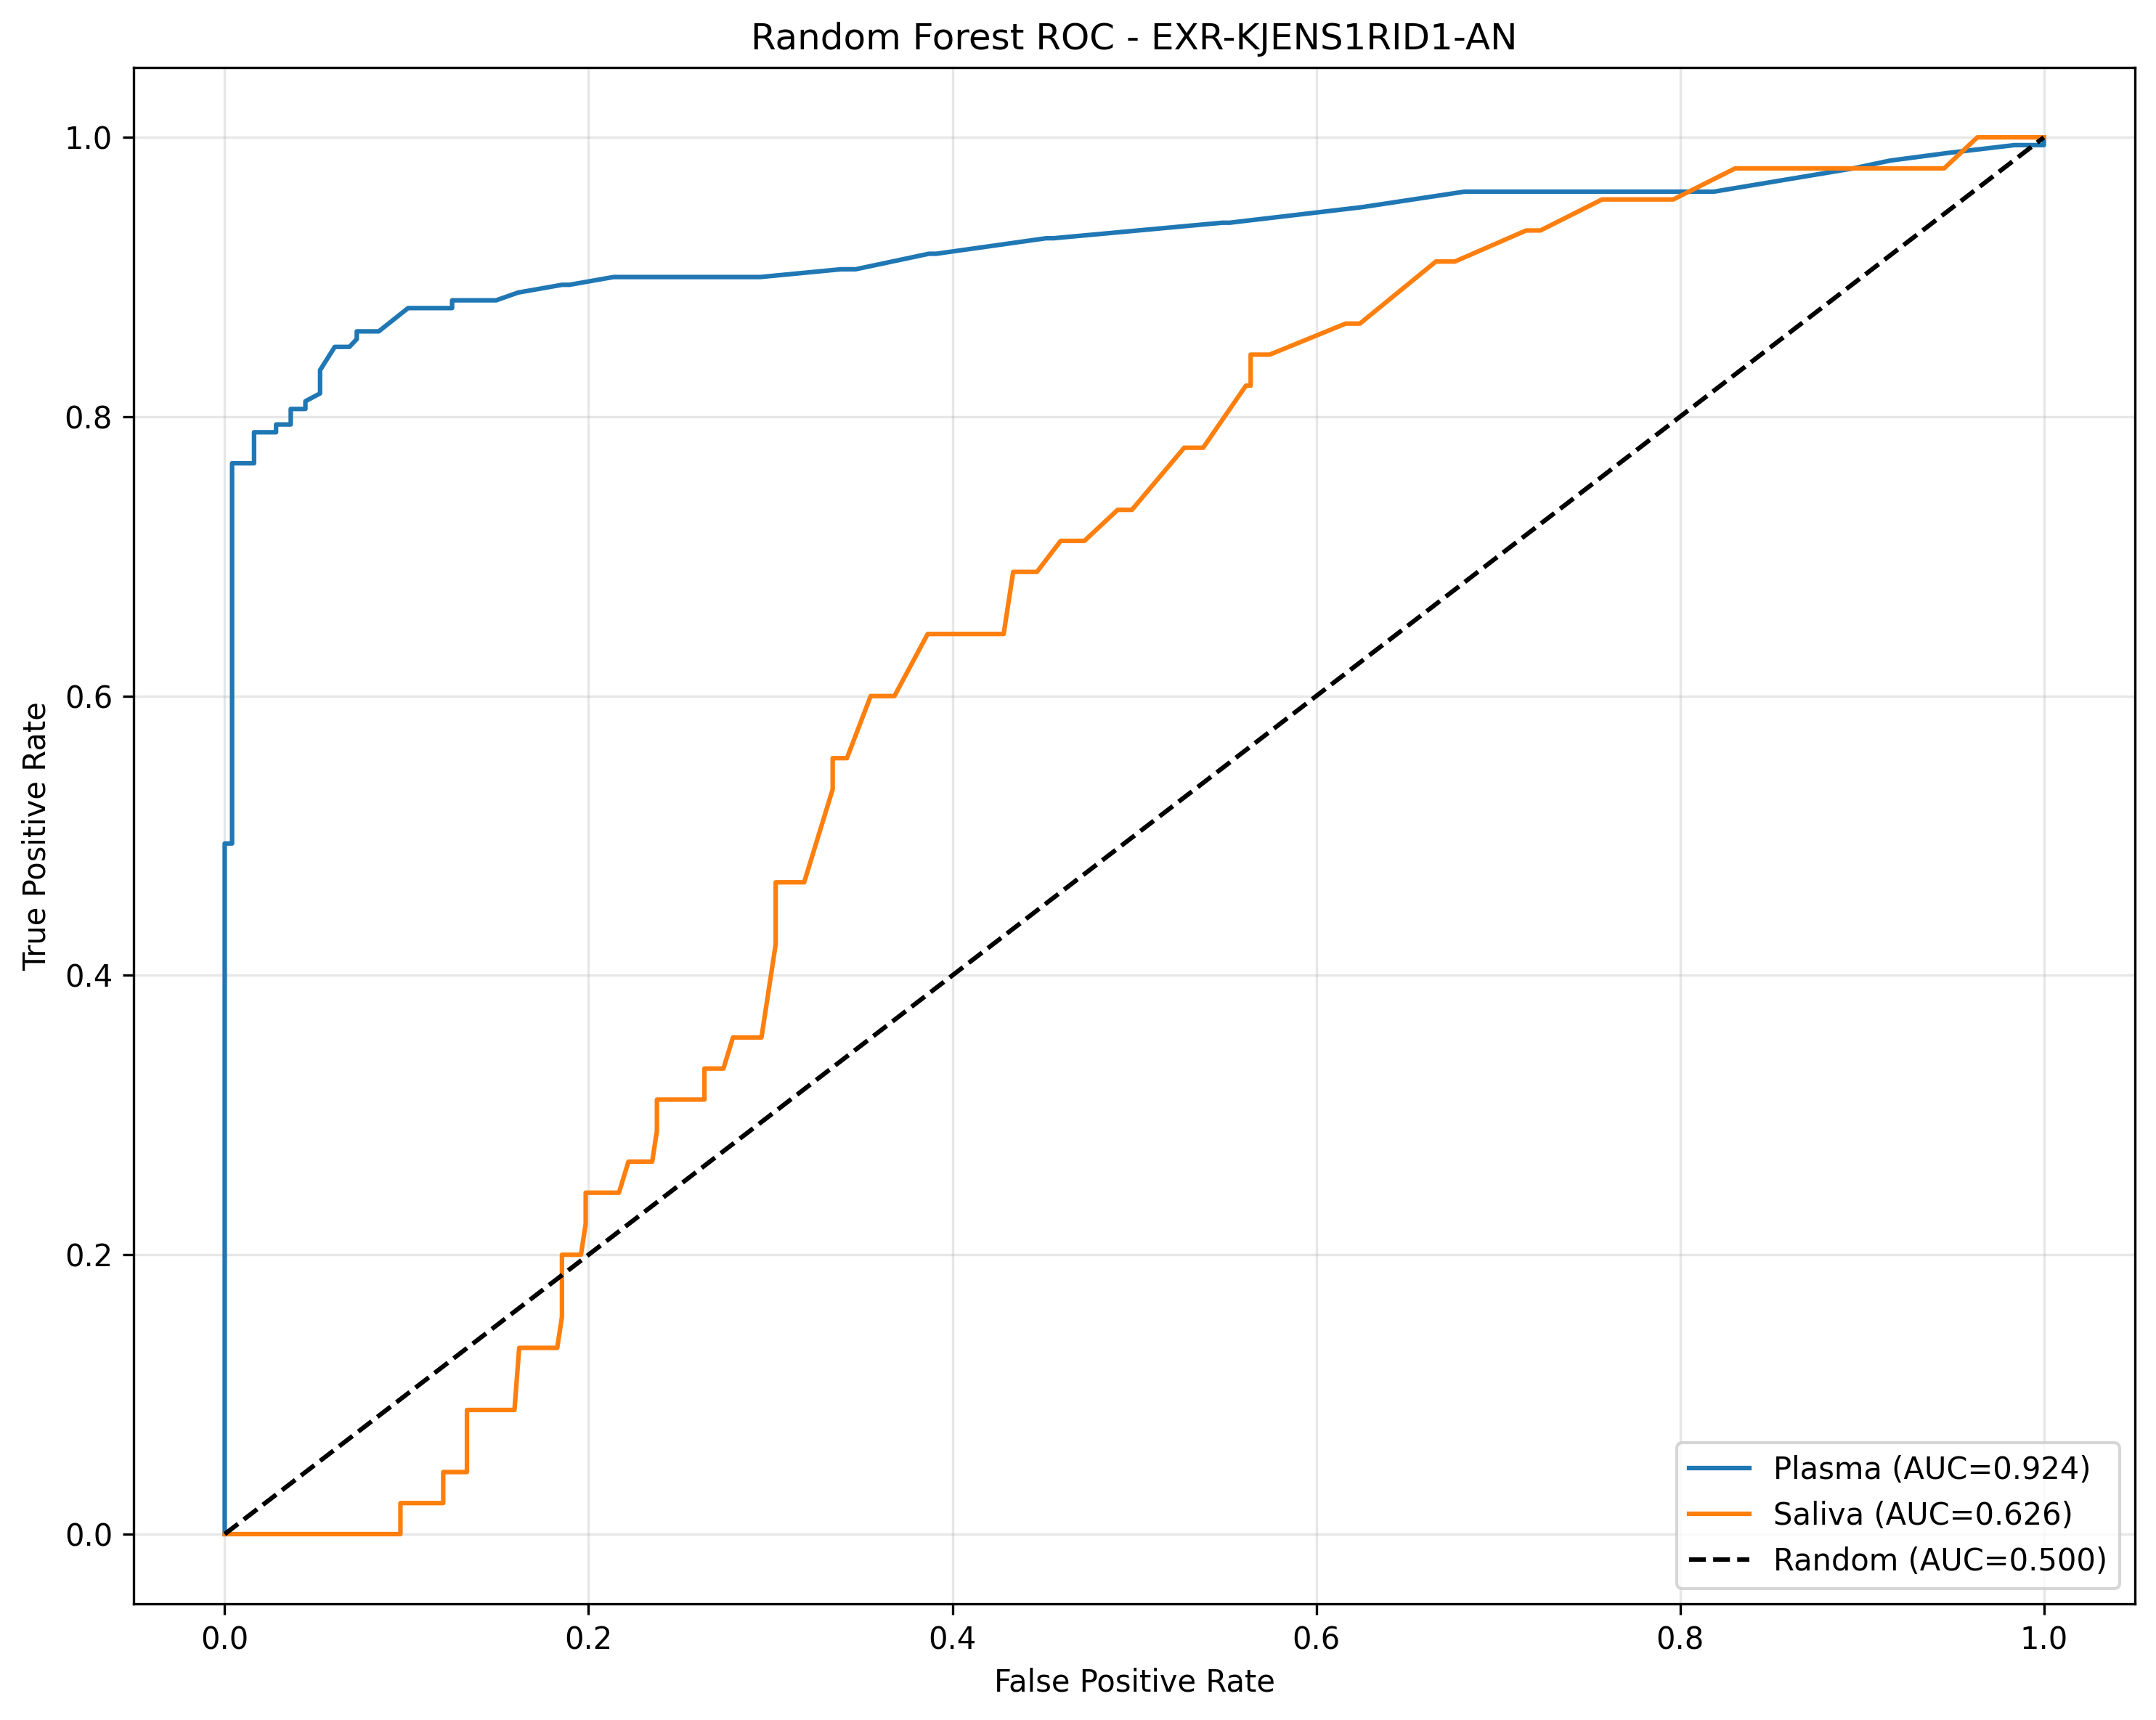 Random Forest ROC - EXR-KJENS1RID1-AN
True Positive Rate
1.0
0.8
0.6
0.4
0.2
0.0
0.0 0.2 0.4 0.6 0.8 1.0
False Positive Rate
Plasma (AUC=0.924)
Saliva (AUC=0.626)
Random (AUC=0.500)